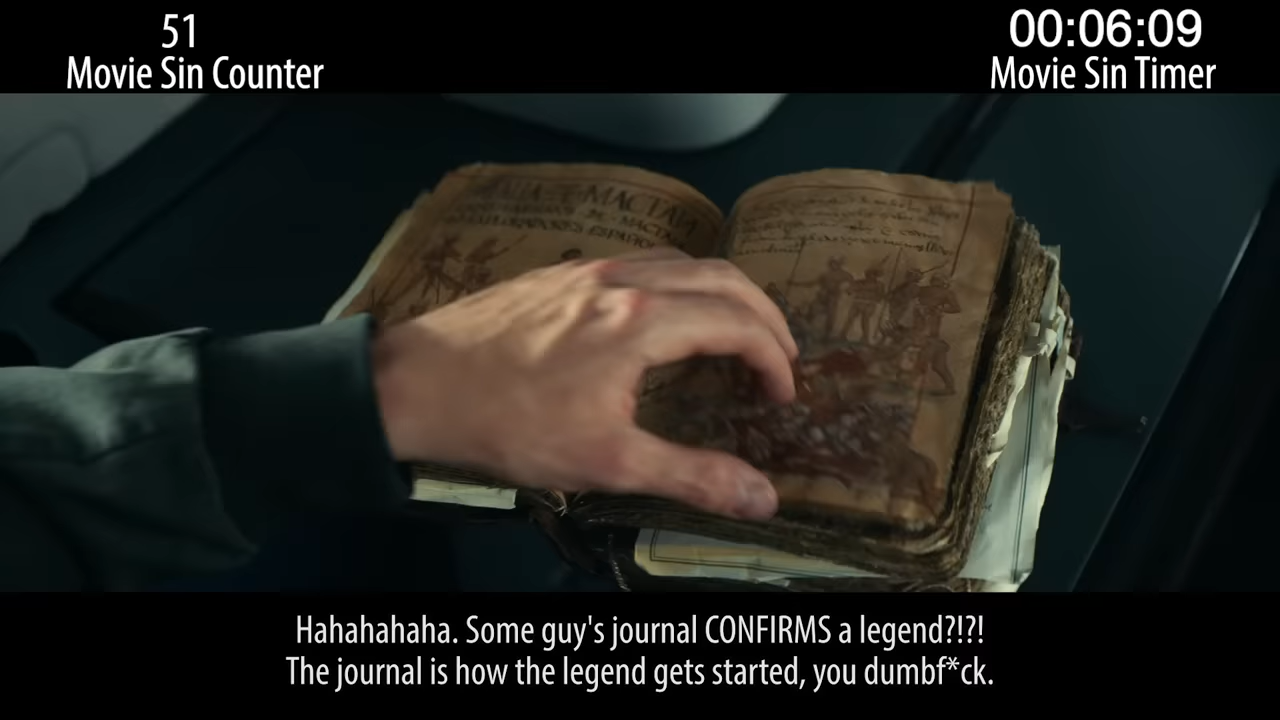 51
Movie Sin Counter
00:06:09
Movie Sin Timer
MACTAN
Hahahahaha. Some guy's journal CONFIRMS a legend?!?!
The journal is how the legend gets started, you dumbf*ck.